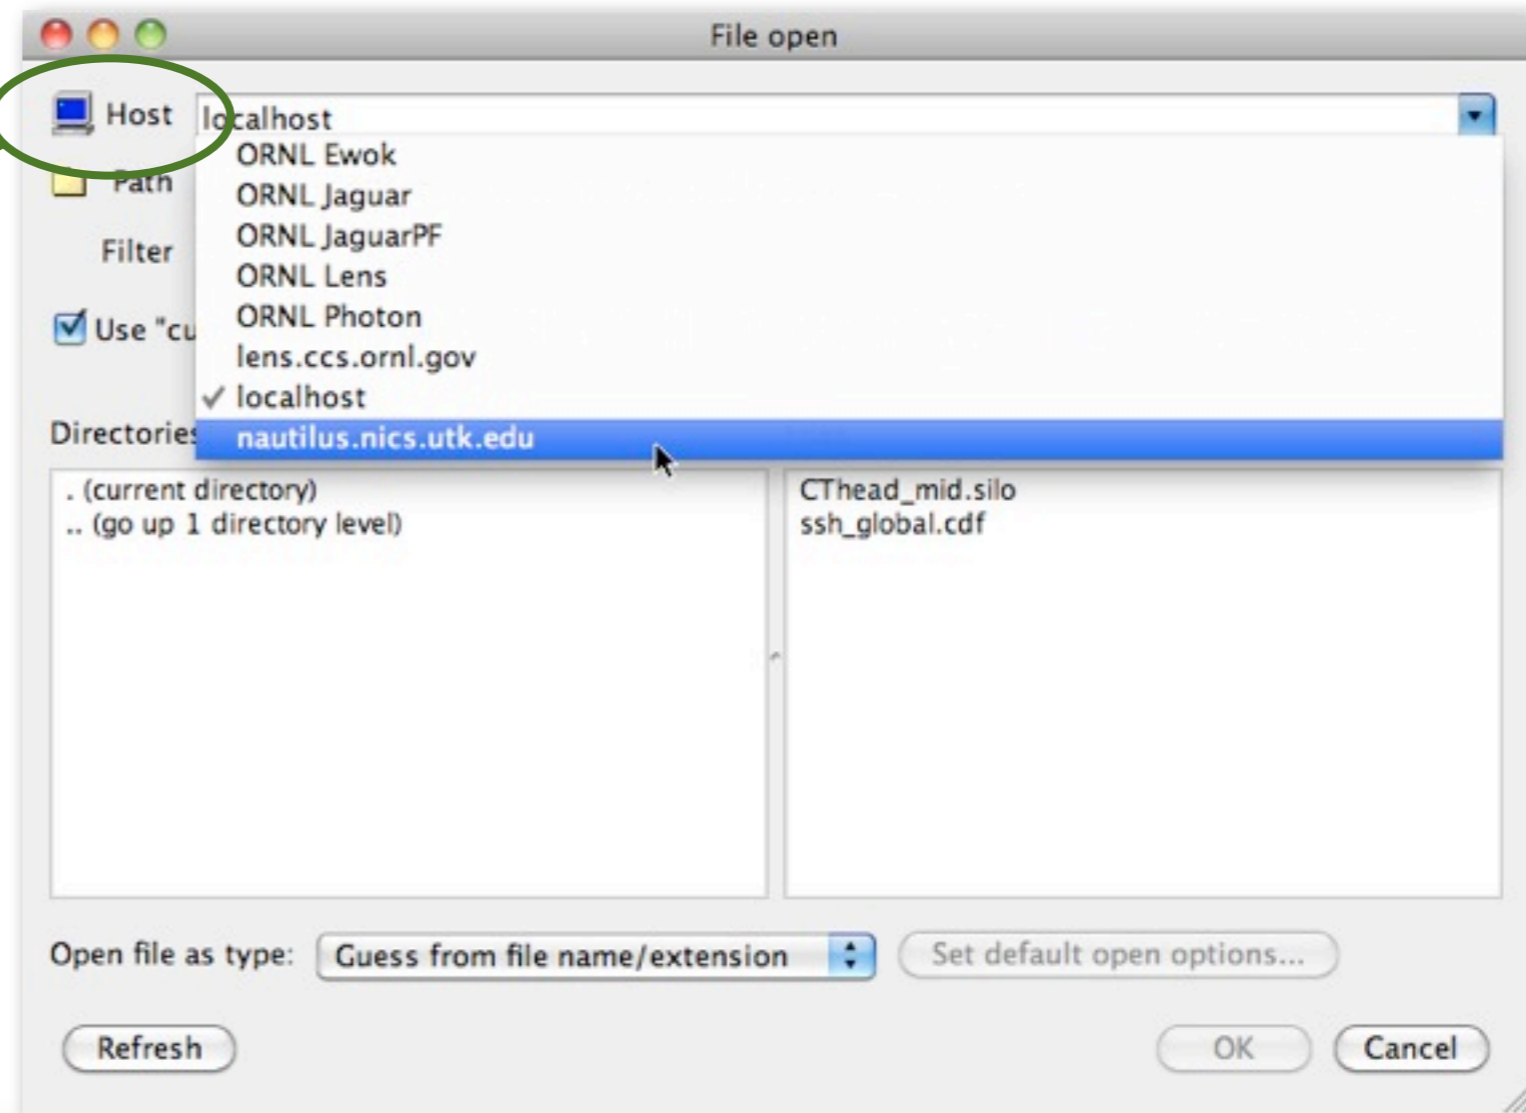 File open
Host localhost
ORNL Ewok
Path
ORNL Jaguar
ORNL JaguarPF
Filter
ORNL Lens
ORNL Photon
Use "cu
lens.ccs.ornl.gov
localhost
Directories
nautilus.nics.utk.edu
. (current directory)
.. (go up 1 directory level)
CThead_mid.silo
ssh_global.cdf
Open file as type: Guess from file name/extension Set default open options...
Refresh OK Cancel